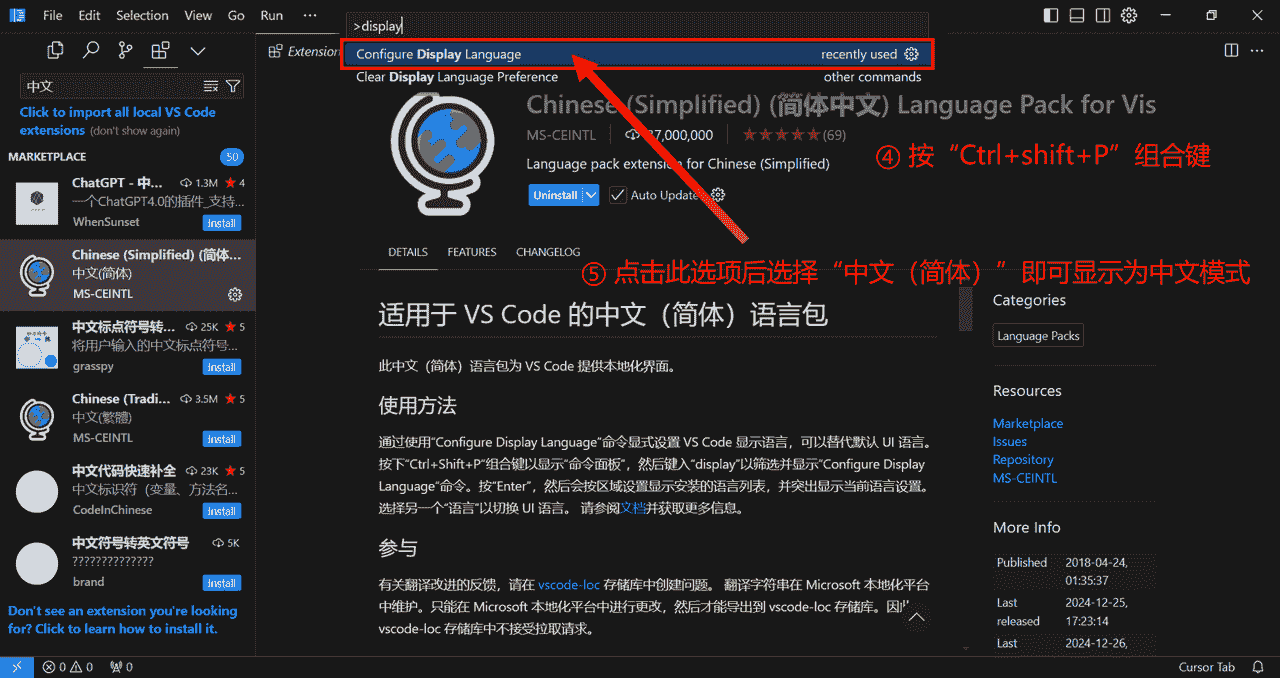 File Edit Selection View Go Run ···
>display
Configure Display Language recently used
Clear Display Language Preference other commands
中文
Click to import all local VS Code
extensions (don't show again)
MARKETPLACE 50
ChatGPT - 中... 1.3M 4
一个ChatGPT4.0的插件_支持...
WhenSunset Install
Chinese (Simplified) (简体...
中文(简体)
MS-CEINTL
中文标点符号转... 25K 5
将用户输入的中文标点符号...
grasspy Install
Chinese (Tradi... 3.5M 5
中文(繁體)
MS-CEINTL Install
中文代码快速补全 23K 5
中文标识符（变量、方法名...
CodeInChinese Install
中文符号转英文符号 5K
??????????????
brand Install
Don't see an extension you're looking
for? Click to learn how to install it.
Extension
Chinese (Simplified) (简体中文) Language Pack for Vis
MS-CEINTL 37,000,000 (69)
Language pack extension for Chinese (Simplified)
Uninstall Auto Update
④ 按“Ctrl+shift+P”组合键
DETAILS FEATURES CHANGELOG
⑤ 点击此选项后选择“中文（简体）”即可显示为中文模式
适用于 VS Code 的中文（简体）语言包
此中文（简体）语言包为 VS Code 提供本地化界面。
使用方法
通过使用“Configure Display Language”命令显式设置 VS Code 显示语言，可以替代默认 UI 语言。
按下“Ctrl+Shift+P”组合键以显示“命令面板”，然后键入“display”以筛选并显示“Configure Display
Language”命令。按“Enter”，然后会按区域设置显示安装的语言列表，并突出显示当前语言设置。
选择另一个“语言”以切换 UI 语言。 请参阅文档并获取更多信息。
参与
有关翻译改进的反馈，请在 vscode-loc 存储库中创建问题。 翻译字符串在 Microsoft 本地化平台
中维护。只能在 Microsoft 本地化平台中进行更改，然后才能导出到 vscode-loc 存储库。因此
vscode-loc 存储库中不接受拉取请求。
Categories
Language Packs
Resources
Marketplace
Issues
Repository
MS-CEINTL
More Info
Published 2018-04-24,
01:35:37
Last 2024-12-25,
released 17:23:14
Last 2024-12-26,
0 0 0 Cursor Tab